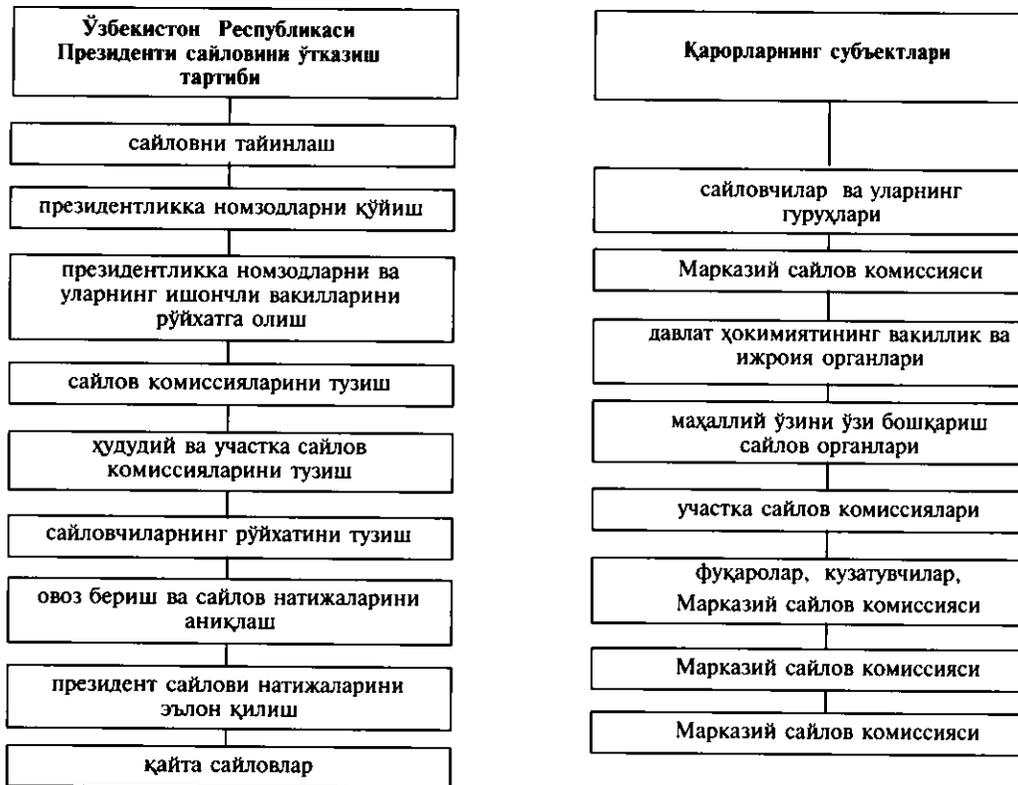 Ўзбекистон Республикаси
Президенти сайловини ўтказиш
тартиби
сайловни тайинлаш
президентликка номзодларни қўйиш
президентликка номзодларни ва
уларнинг ишончли вакилларини
рўйхатга олиш
сайлов комиссияларини тузиш
ҳудудий ва участка сайлов
комиссияларини тузиш
сайловчиларнинг рўйхатини тузиш
овоз бериш ва сайлов натижаларини
аниқлаш
президент сайлови натижаларини
эълон қилиш
қайта сайловлар
Қарорларнинг субъектлари
сайловчилар ва уларнинг
гуруҳлари
Марказий сайлов комиссияси
давлат ҳокимиятининг вакиллик ва
ижроия органлари
маҳаллий ўзини ўзи бошқариш
сайлов органлари
участка сайлов комиссиялари
фуқаролар, кузатувчилар,
Марказий сайлов комиссияси
Марказий сайлов комиссияси
Марказий сайлов комиссияси